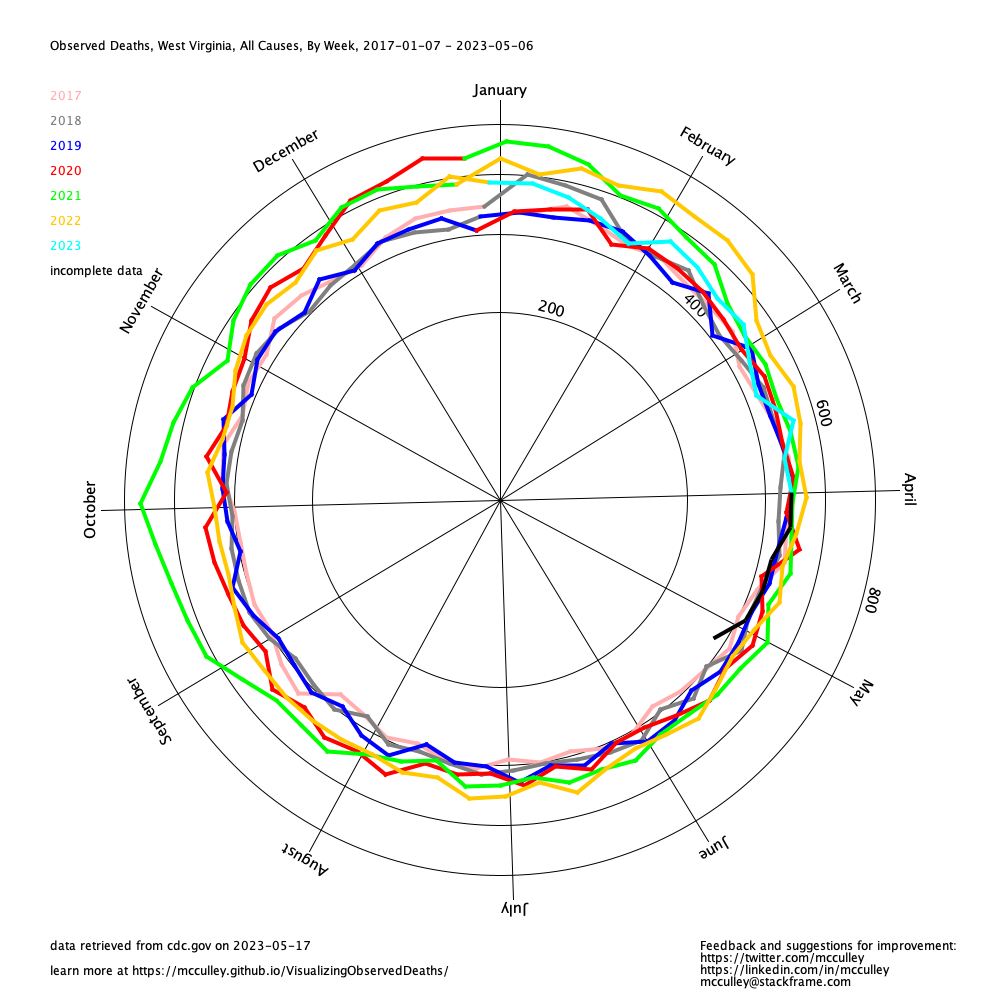 Observed Deaths, West Virginia, All Causes, By Week, 2017-01-07 - 2023-05-06
January
2017
2018
2019
2020
2021
2022
2023
incomplete data
December
February
November
March
200
400
600
October
April
800
September
May
August
June
July
data retrieved from cdc.gov on 2023-05-17
learn more at https://mcculley.github.io/VisualizingObservedDeaths/
Feedback and suggestions for improvement:
https://twitter.com/mcculley
https://linkedin.com/in/mcculley
mcculley@stackframe.com